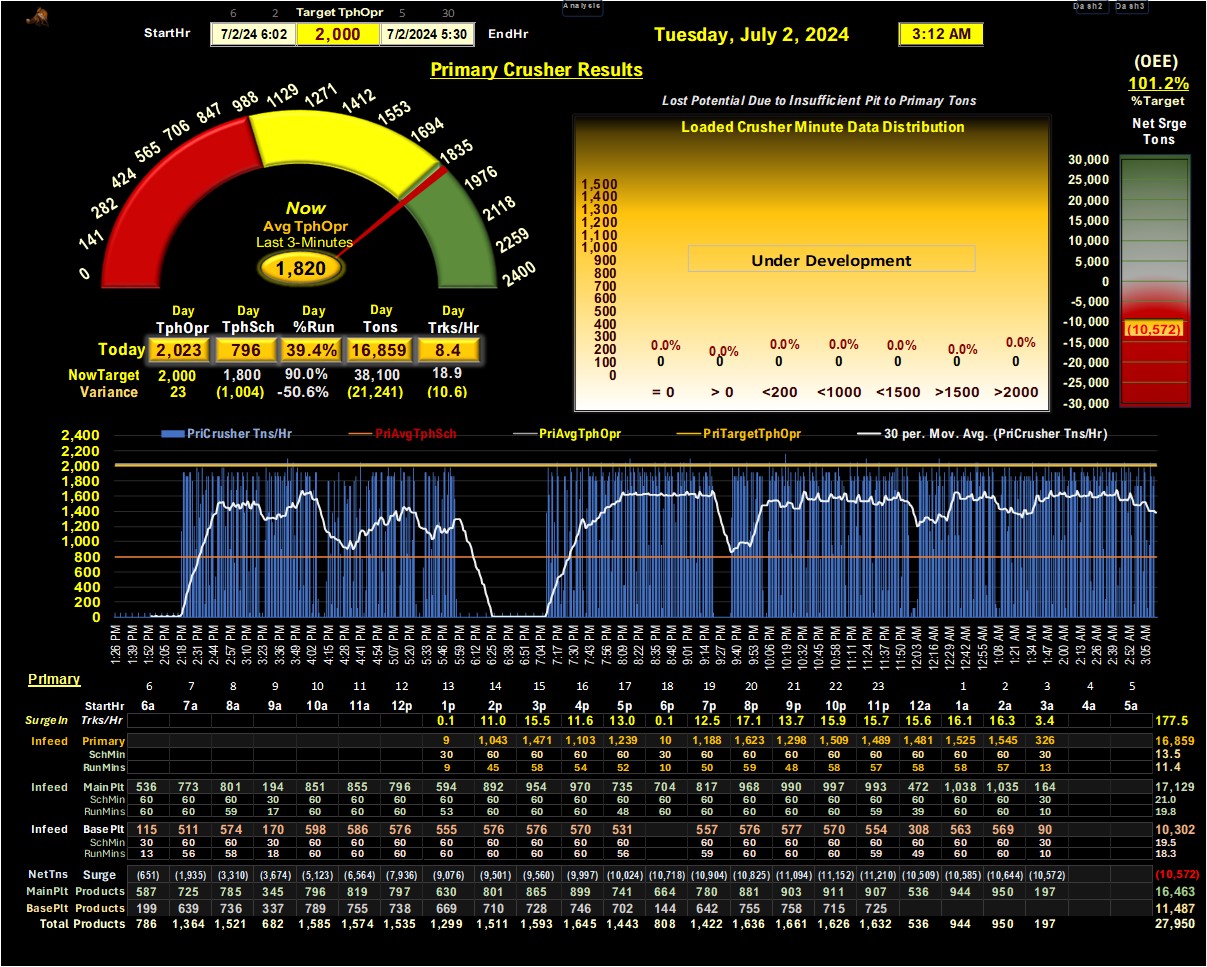 Analysis Dash2 Dash3
6 2 Target TphOpr 5 30
StartHr 7/2/24 6:02 2,000 7/2/2024 5:30 EndHr Tuesday, July 2, 2024 3:12 AM
Primary Crusher Results
(OEE)
101.2%
%Target
Net Srge
Tons
Lost Potential Due to Insufficient Pit to Primary Tons
Loaded Crusher Minute Data Distribution
0 141 282 424 565 706 847 988 1129 1271 1412 1553 1694 1835 1976 2118 2259 2400
Now
Avg TphOpr
Last 3-Minutes
1,820
1,500
1,400
1,300
1,200
1,100
1,000
900
800
700
600
500
400
300
200
100
0
Under Development
0.0% 0.0% 0.0% 0.0% 0.0% 0.0% 0.0%
0 0 0 0 0 0 0
= 0 > 0 <200 <1000 <1500 >1500 >2000
30,000
25,000
20,000
15,000
10,000
5,000
0
-5,000
-10,000
(10,572)
-15,000
-20,000
-25,000
-30,000
Day Day Day Day Day
TphOpr TphSch %Run Tons Trks/Hr
Today 2,023 796 39.4% 16,859 8.4
NowTarget 2,000 1,800 90.0% 38,100 18.9
Variance 23 (1,004) -50.6% (21,241) (10.6)
PriCrusher Tns/Hr PriAvgTphSch PriAvgTphOpr PriTargetTphOpr 30 per. Mov. Avg. (PriCrusher Tns/Hr)
2,400
2,200
2,000
1,800
1,600
1,400
1,200
1,000
800
600
400
200
0
1:26 PM 1:39 PM 1:52 PM 2:05 PM 2:18 PM 2:31 PM 2:44 PM 2:57 PM 3:10 PM 3:23 PM 3:36 PM 3:49 PM 4:02 PM 4:15 PM 4:28 PM 4:41 PM 4:54 PM 5:07 PM 5:20 PM 5:33 PM 5:46 PM 5:59 PM 6:12 PM 6:25 PM 6:38 PM 6:51 PM 7:04 PM 7:17 PM 7:30 PM 7:43 PM 7:56 PM 8:09 PM 8:22 PM 8:35 PM 8:48 PM 9:01 PM 9:14 PM 9:27 PM 9:40 PM 9:53 PM 10:06 PM 10:19 PM 10:32 PM 10:45 PM 10:58 PM 11:11 PM 11:24 PM 11:37 PM 11:50 PM 12:03 AM 12:16 AM 12:29 AM 12:42 AM 12:55 AM 1:08 AM 1:21 AM 1:34 AM 1:47 AM 2:00 AM 2:13 AM 2:26 AM 2:39 AM 2:52 AM 3:05 AM
Primary
6 7 8 9 10 11 12 13 14 15 16 17 18 19 20 21 22 23 1 2 3 4 5
StartHr 6a 7a 8a 9a 10a 11a 12p 1p 2p 3p 4p 5p 6p 7p 8p 9p 10p 11p 12a 1a 2a 3a 4a 5a
SurgeIn Trks/Hr 0.1 11.0 15.5 11.6 13.0 0.1 12.5 17.1 13.7 15.9 15.7 15.6 16.1 16.3 3.4 177.5
Infeed Primary 9 1,043 1,471 1,103 1,239 10 1,188 1,623 1,298 1,509 1,489 1,481 1,525 1,545 326 16,859
SchMin 30 60 60 60 60 30 60 60 60 60 60 60 60 60 30 13.5
RunMins 9 45 58 54 52 10 50 59 48 58 57 58 58 57 13 11.4
Infeed MainPlt 536 773 801 194 851 855 796 594 892 954 970 735 704 817 968 990 997 993 472 1,038 1,035 164 17,129
SchMin 60 60 60 30 60 60 60 60 60 60 60 60 60 60 60 60 60 60 60 60 60 30 21.0
RunMins 60 60 59 17 60 60 60 53 60 60 60 48 60 60 60 60 60 59 39 60 60 10 19.8
Infeed BasePlt 115 511 574 170 598 586 576 555 576 576 570 531 557 576 577 570 554 308 563 569 90 10,302
SchMin 30 60 60 30 60 60 60 60 60 60 60 60 60 60 60 60 60 60 60 60 30 19.5
RunMins 13 56 58 18 60 60 60 60 60 60 60 56 59 60 60 60 59 49 60 60 10 18.3
NetTns Surge (651) (1,935) (3,310) (3,674) (5,123) (6,564) (7,936) (9,076) (9,501) (9,560) (9,997) (10,024) (10,718) (10,904) (10,825) (11,094) (11,152) (11,210) (10,509) (10,585) (10,644) (10,572) (10,572)
MainPlt Products 587 725 785 345 796 819 797 630 801 865 899 741 664 780 881 903 911 907 536 944 950 197 16,463
BasePlt Products 199 639 736 337 789 755 738 669 710 728 746 702 144 642 755 758 715 725 11,487
Total Products 786 1,364 1,521 682 1,585 1,574 1,535 1,299 1,511 1,593 1,645 1,443 808 1,422 1,636 1,661 1,626 1,632 536 944 950 197 27,950